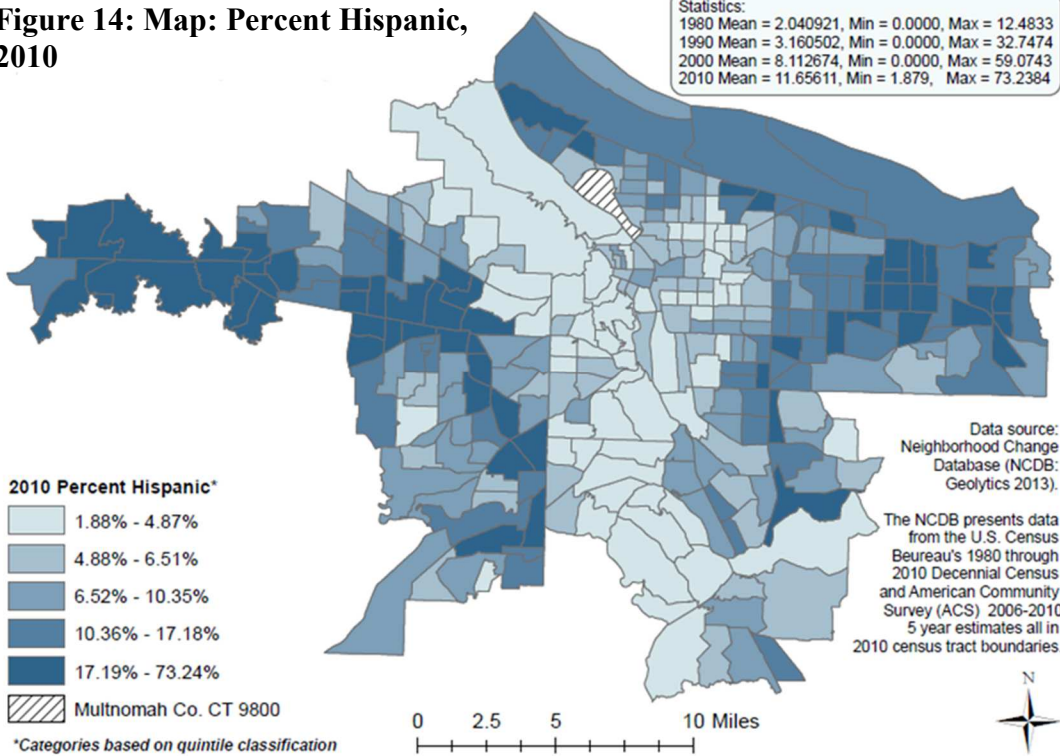 Figure 14: Map: Percent Hispanic,
2010
Statistics:
1980 Mean = 2.040921, Min = 0.0000, Max = 12.4833
1990 Mean = 3.160502, Min = 0.0000, Max = 32.7474
2000 Mean = 8.112674, Min = 0.0000, Max = 59.0743
2010 Mean = 11.65611, Min = 1.879, Max = 73.2384
Data source:
Neighborhood Change
Database (NCDB:
Geolytics 2013).
The NCDB presents data
from the U.S. Census
Beureau's 1980 through
2010 Decennial Census
and American Community
Survey (ACS) 2006-2010
5 year estimates all in
2010 census tract boundaries
2010 Percent Hispanic*
1.88% - 4.87%
4.88% - 6.51%
6.52% - 10.35%
10.36% - 17.18%
17.19% - 73.24%
Multnomah Co. CT 9800
*Categories based on quintile classification
0 2.5 5 10 Miles
N